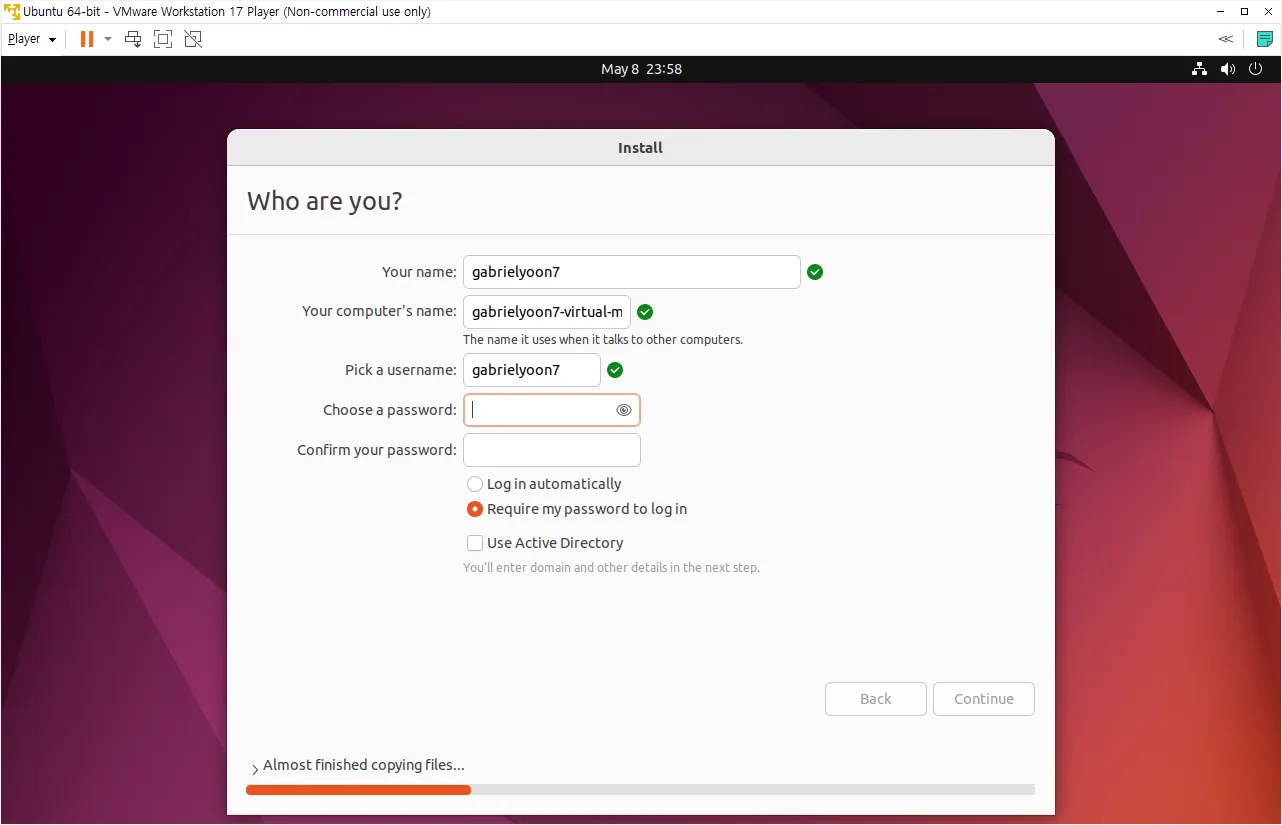 Ubuntu 64-bit - VMware Workstation 17 Player (Non-commercial use only)
Player
May 8 23:58
Install
Who are you?
Your name: gabrielyoon7
Your computer's name: gabrielyoon7-virtual-m
The name it uses when it talks to other computers.
Pick a username: gabrielyoon7
Choose a password:
Confirm your password:
Log in automatically
Require my password to log in
Use Active Directory
You'll enter domain and other details in the next step.
Back Continue
Almost finished copying files...